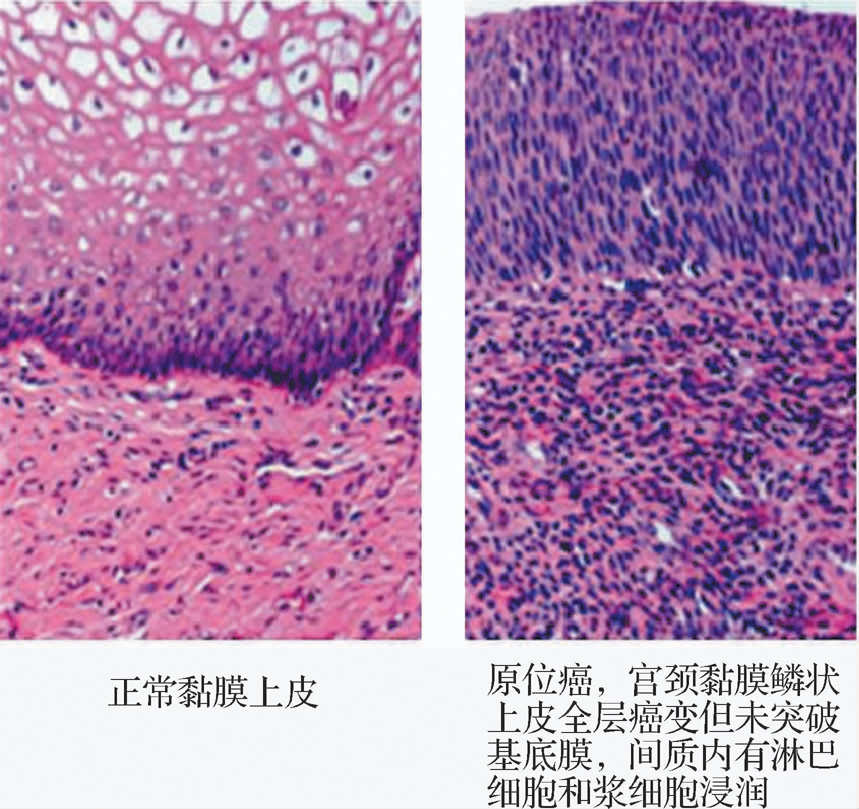 正常黏膜上皮
原位癌，宫颈黏膜鳞状
上皮全层癌变但未突破
基底膜，间质内有淋巴
细胞和浆细胞浸润